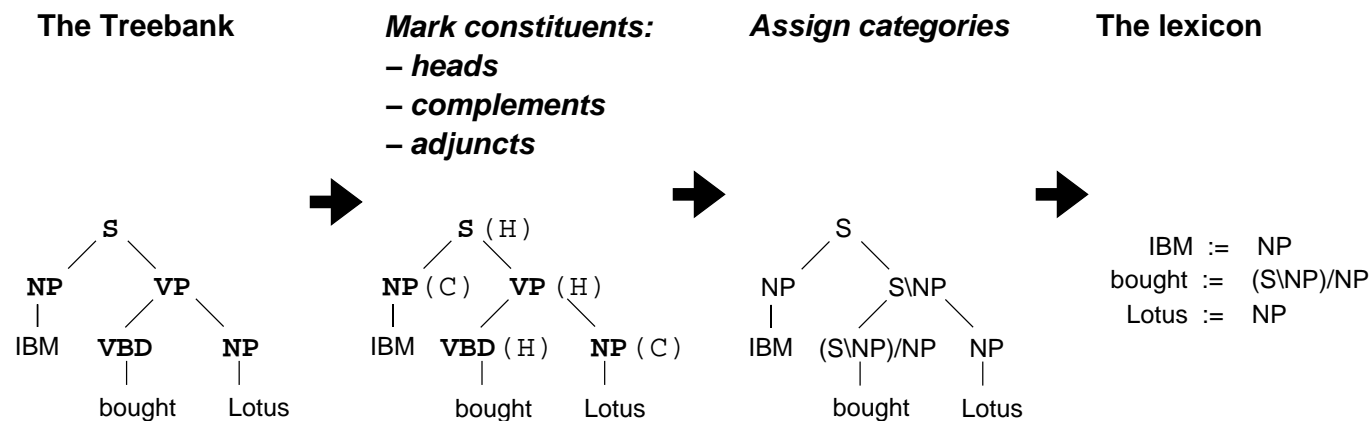 The Treebank
Mark constituents:
– heads
– complements
– adjuncts
Assign categories
The lexicon
S
NP VP
IBM VBD NP
bought Lotus
S (H)
NP (C) VP (H)
IBM VBD (H) NP (C)
bought Lotus
S
NP S\NP
IBM (S\NP)/NP NP
bought Lotus
IBM := NP
bought := (S\NP)/NP
Lotus := NP